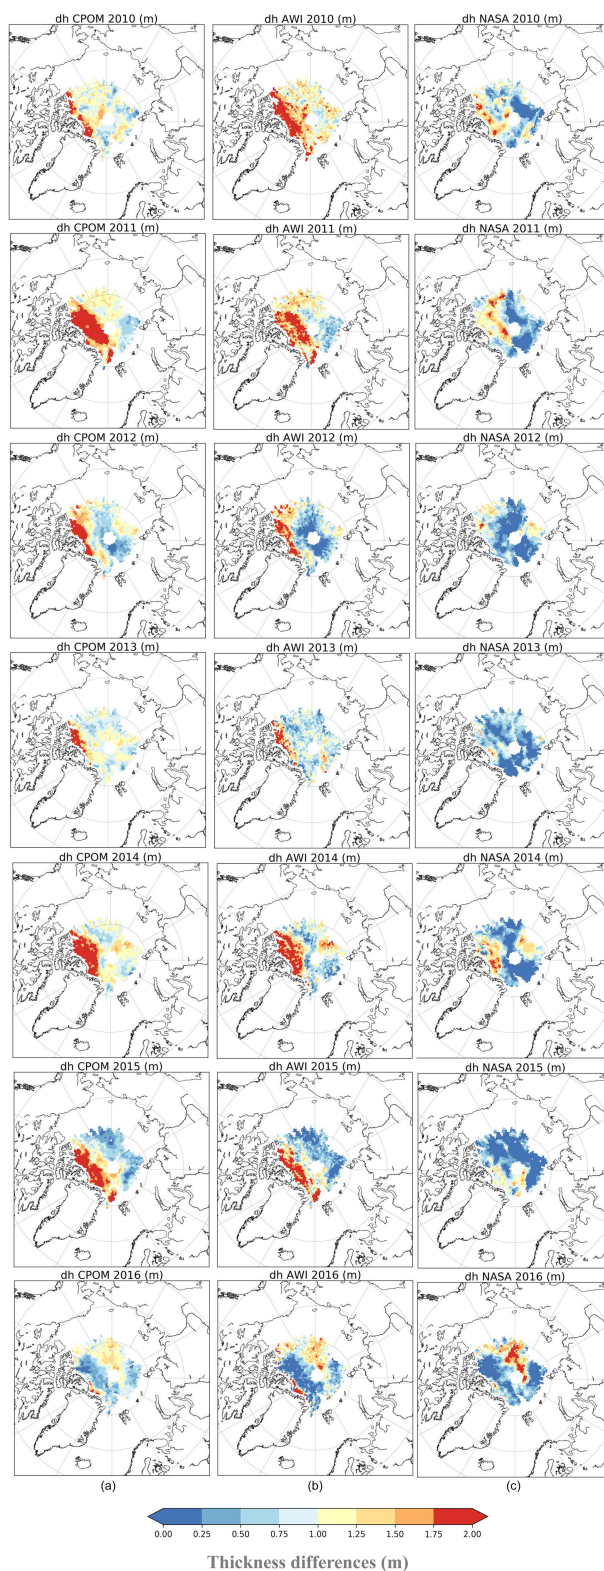 dh CPOM 2010 (m) dh AWI 2010 (m) dh NASA 2010 (m)
dh CPOM 2011 (m) dh AWI 2011 (m) dh NASA 2011 (m)
dh CPOM 2012 (m) dh AWI 2012 (m) dh NASA 2012 (m)
dh CPOM 2013 (m) dh AWI 2013 (m) dh NASA 2013 (m)
dh CPOM 2014 (m) dh AWI 2014 (m) dh NASA 2014 (m)
dh CPOM 2015 (m) dh AWI 2015 (m) dh NASA 2015 (m)
dh CPOM 2016 (m) dh AWI 2016 (m) dh NASA 2016 (m)
(a) (b) (c)
0.00 0.25 0.50 0.75 1.00 1.25 1.50 1.75 2.00
Thickness differences (m)